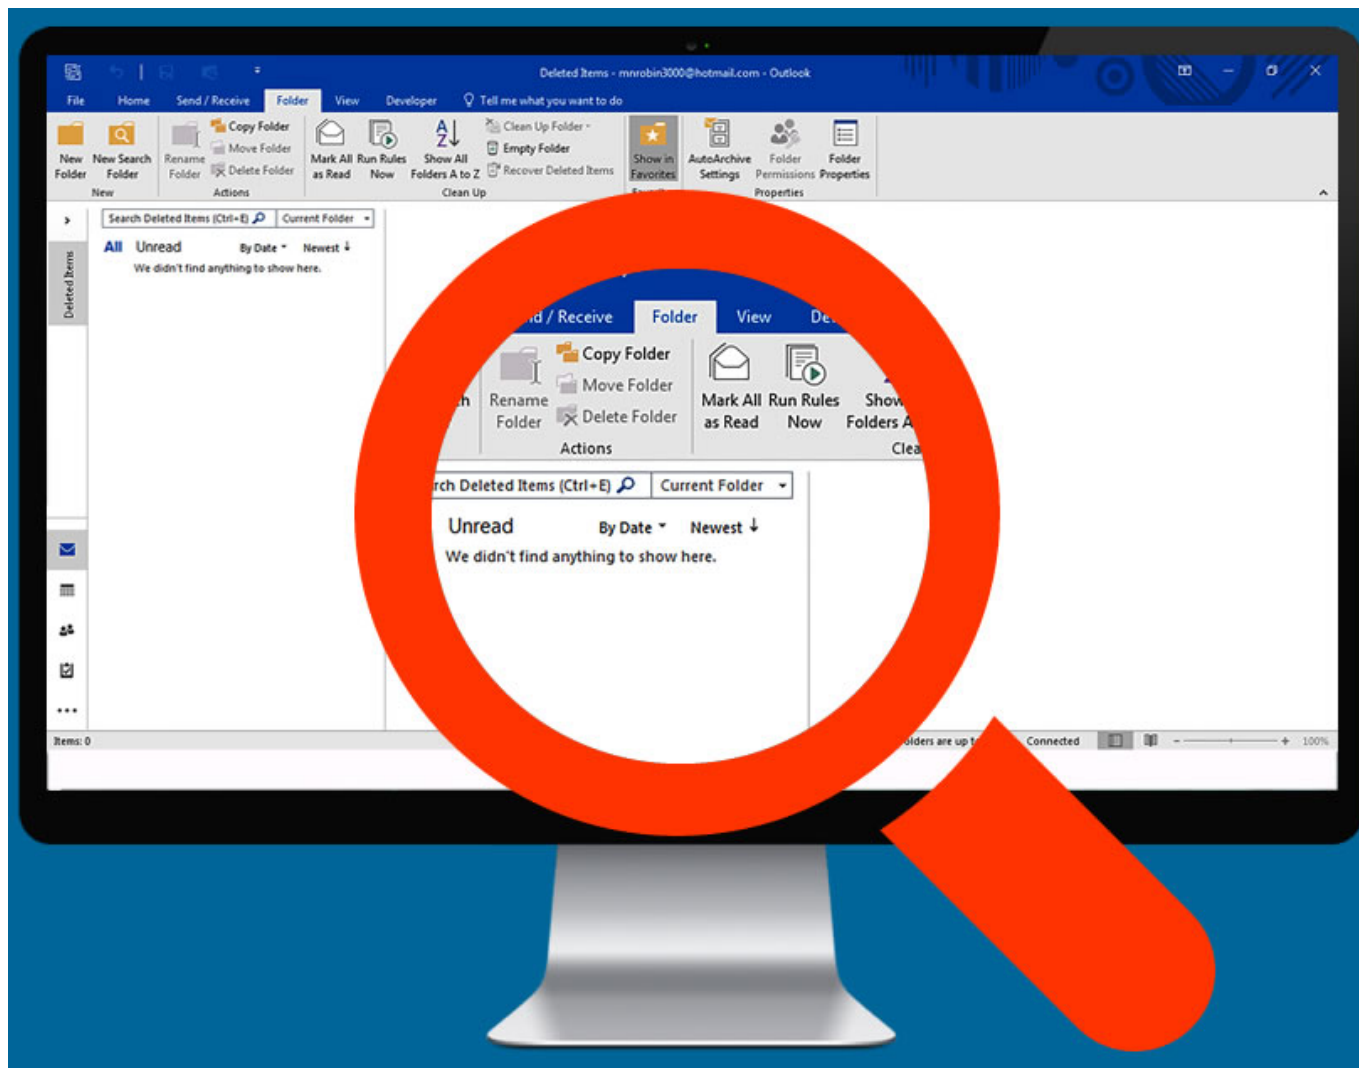 Deleted Items - mnrobin3000@hotmail.com - Outlook
File Home Send / Receive Folder View Developer Tell me what you want to do
New Folder
New Search Folder
New
Rename Folder
Copy Folder
Move Folder
Delete Folder
Actions
Mark All as Read
Run Rules Now
Show All Folders A to Z
Clean Up Folder
Empty Folder
Recover Deleted Items
Clean Up
Show in Favorites
AutoArchive Settings
Folder Permissions
Folder Properties
Properties
Search Deleted Items (Ctrl+E) Current Folder
All Unread By Date Newest
We didn't find anything to show here.
Deleted Items
/ Receive Folder View
Rename Folder
Copy Folder
Move Folder
Delete Folder
Actions
Mark All as Read
Run Rules Now
Show
Folders
Deleted Items (Ctrl+E) Current Folder
Unread By Date Newest
We didn't find anything to show here.
Items: 0
are up Connected 100%